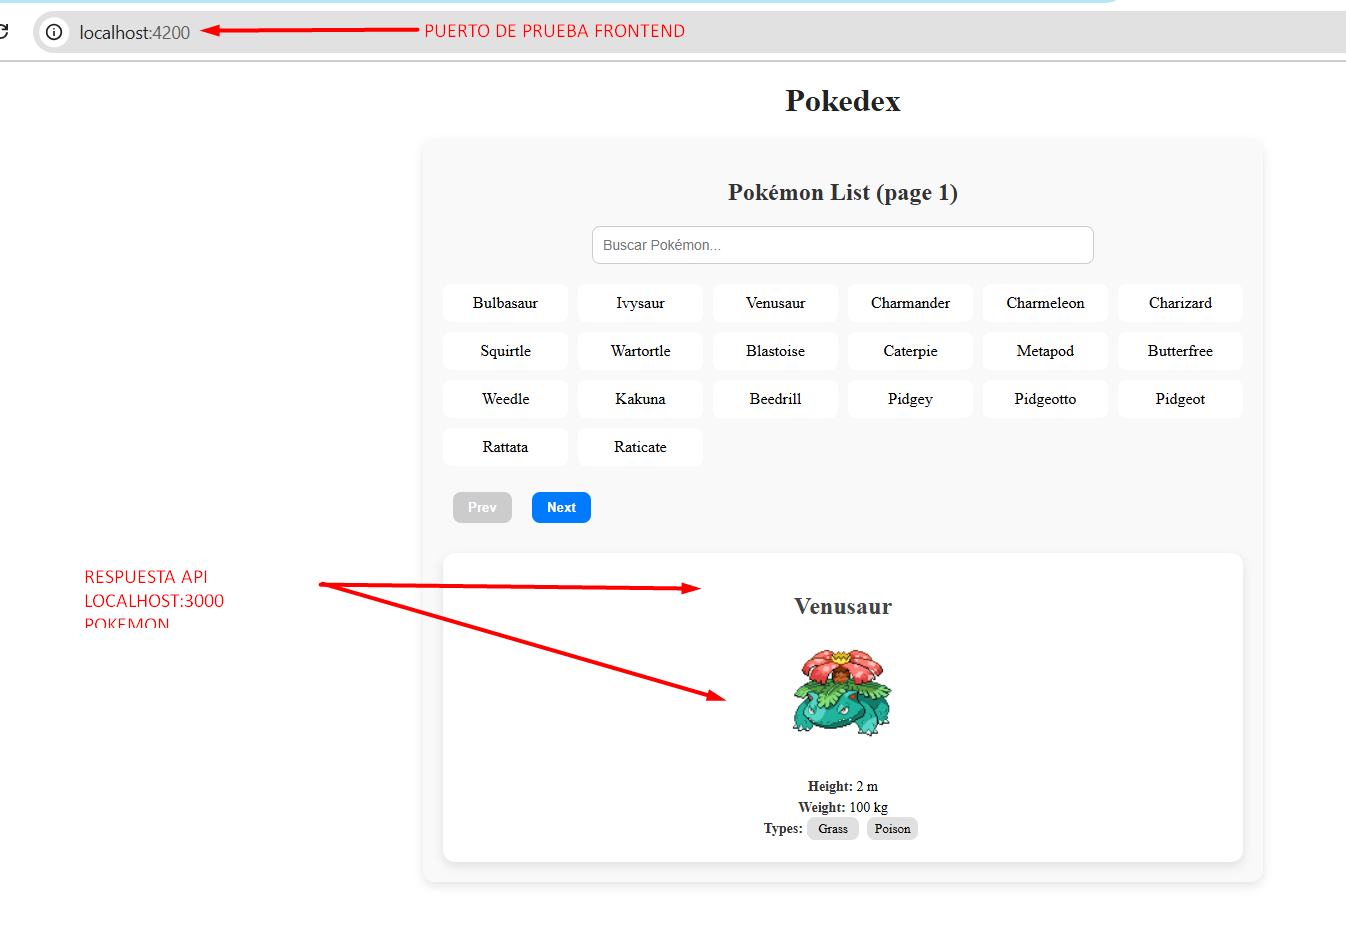 localhost:4200
PUERTO DE PRUEBA FRONTEND
Pokedex
Pokémon List (page 1)
Buscar Pokémon...
Bulbasaur Ivysaur Venusaur Charmander Charmeleon Charizard
Squirtle Wartortle Blastoise Caterpie Metapod Butterfree
Weedle Kakuna Beedrill Pidgey Pidgeotto Pidgeot
Rattata Raticate
Prev Next
RESPUESTA API
LOCALHOST:3000
POKEMON
Venusaur
Height: 2 m
Weight: 100 kg
Types: Grass Poison